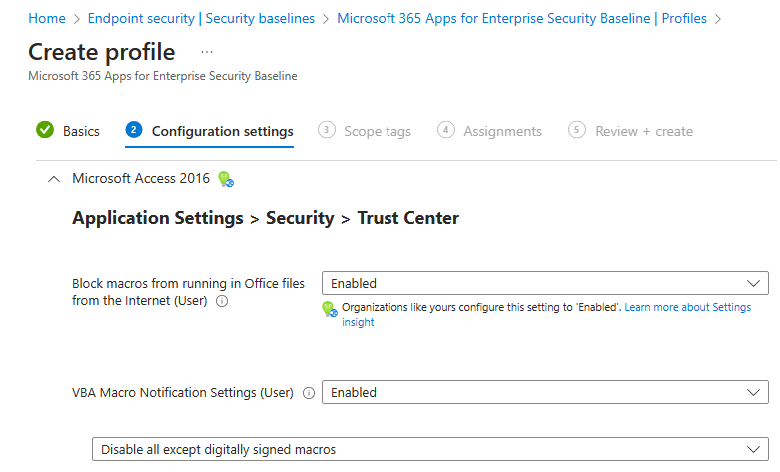 Home > Endpoint security | Security baselines > Microsoft 365 Apps for Enterprise Security Baseline | Profiles >
Create profile ...
Microsoft 365 Apps for Enterprise Security Baseline
Basics 2 Configuration settings 3 Scope tags 4 Assignments 5 Review + create
Microsoft Access 2016
Application Settings > Security > Trust Center
Block macros from running in Office files
from the Internet (User)
Enabled
Organizations like yours configure this setting to 'Enabled'. Learn more about Settings
insight
VBA Macro Notification Settings (User) Enabled
Disable all except digitally signed macros